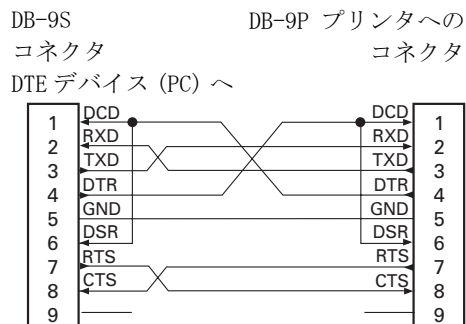 DB-9S
コネクタ
DTE デバイス (PC) へ
DB-9P プリンタへの
コネクタ
1 DCD DCD 1
2 RXD RXD 2
3 TXD TXD 3
4 DTR DTR 4
5 GND GND 5
6 DSR DSR 6
7 RTS RTS 7
8 CTS CTS 8
9 9